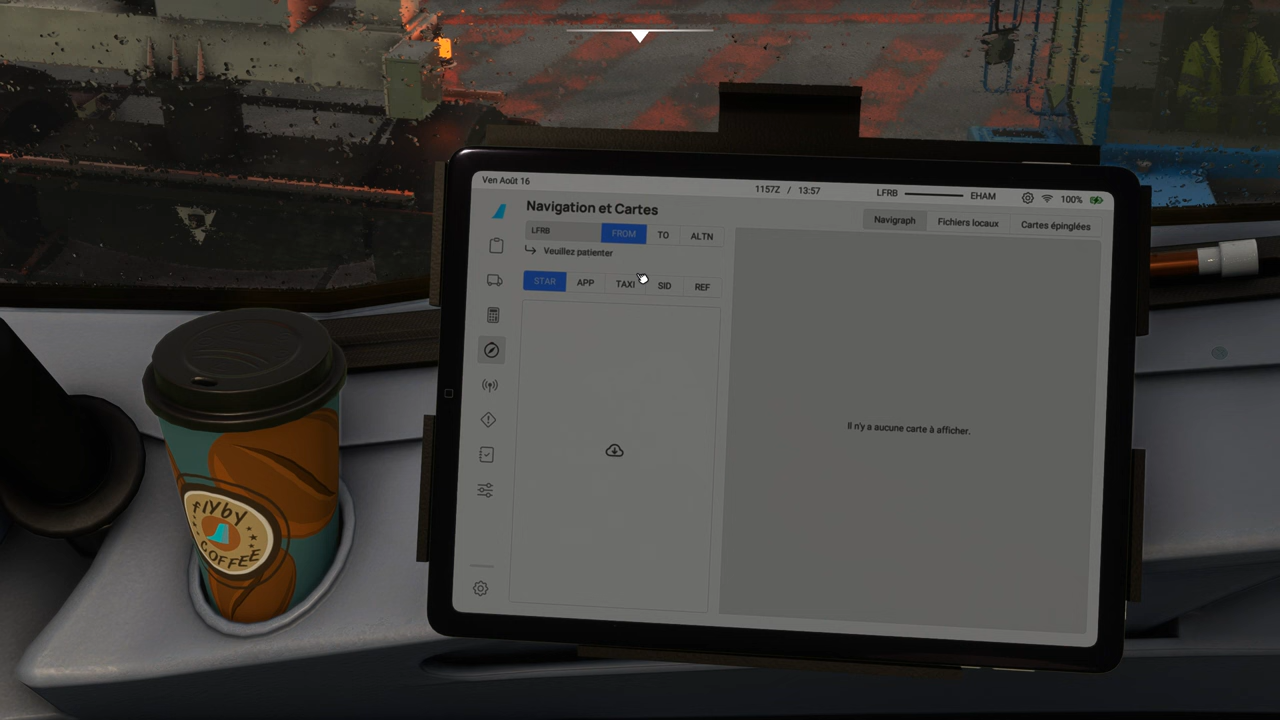 Ven Août 16
1157Z / 13:57
LFRB
EHAM
100%
Navigation et Cartes
Navigraph
Fichiers locaux
Cartes épinglées
LFRB
FROM
TO
ALTN
Veuillez patienter
STAR
APP
TAXI
SID
REF
Il n'y a aucune carte à afficher.
flyby
COFFEE